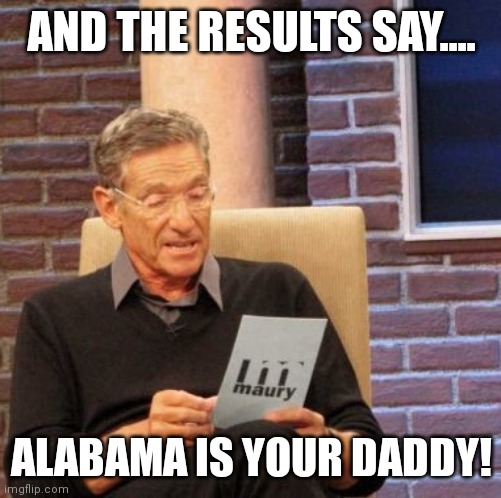 AND THE RESULTS SAY....
maury
ALABAMA IS YOUR DADDY!
imgflip.com